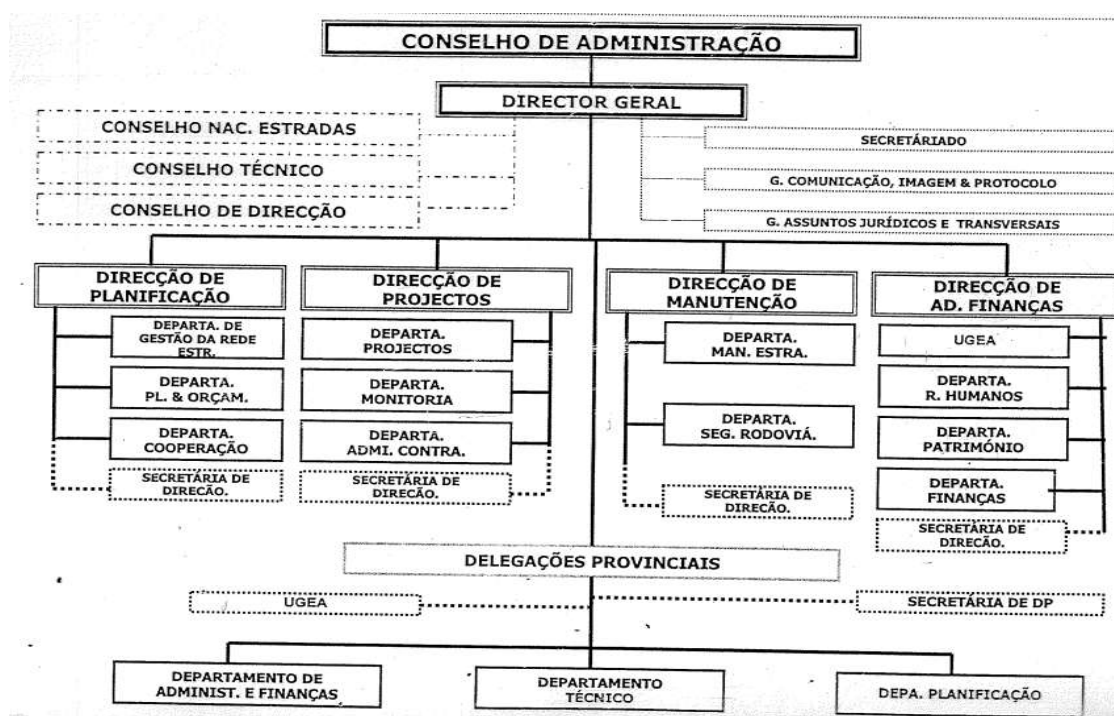 CONSELHO DE ADMINISTRAÇÃO
DIRECTOR GERAL
CONSELHO NAC. ESTRADAS
CONSELHO TÉCNICO
CONSELHO DE DIRECÇÃO
SECRETÁRIADO
G. COMUNICAÇÃO, IMAGEM & PROTOCOLO
G. ASSUNTOS JURÍDICOS E TRANSVERSAIS
DIRECÇÃO DE
PLANIFICAÇÃO
DEPARTA. DE
GESTÃO DA REDE
ESTR.
DEPARTA.
PL. & ORÇAM.
DEPARTA.
COOPERAÇÃO
SECRETÁRIA DE
DIRECÃO.
DIRECÇÃO DE
PROJECTOS
DEPARTA.
PROJECTOS
DEPARTA.
MONITORIA
DEPARTA.
ADMI. CONTRA.
SECRETÁRIA DE
DIRECÃO.
DIRECÇÃO DE
MANUTENÇÃO
DEPARTA.
MAN. ESTRA.
DEPARTA.
SEG. RODOVIÁ.
SECRETÁRIA DE
DIRECÃO.
DIRECÇÃO DE
AD. FINANÇAS
UGEA
DEPARTA.
R. HUMANOS
DEPARTA.
PATRIMÓNIO
DEPARTA.
FINANÇAS
SECRETÁRIA DE
DIRECÃO.
DELEGAÇÕES PROVINCIAIS
UGEA
SECRETÁRIA DE DP
DEPARTAMENTO DE
ADMINIST. E FINANÇAS
DEPARTAMENTO
TÉCNICO
DEPA. PLANIFICAÇÃO